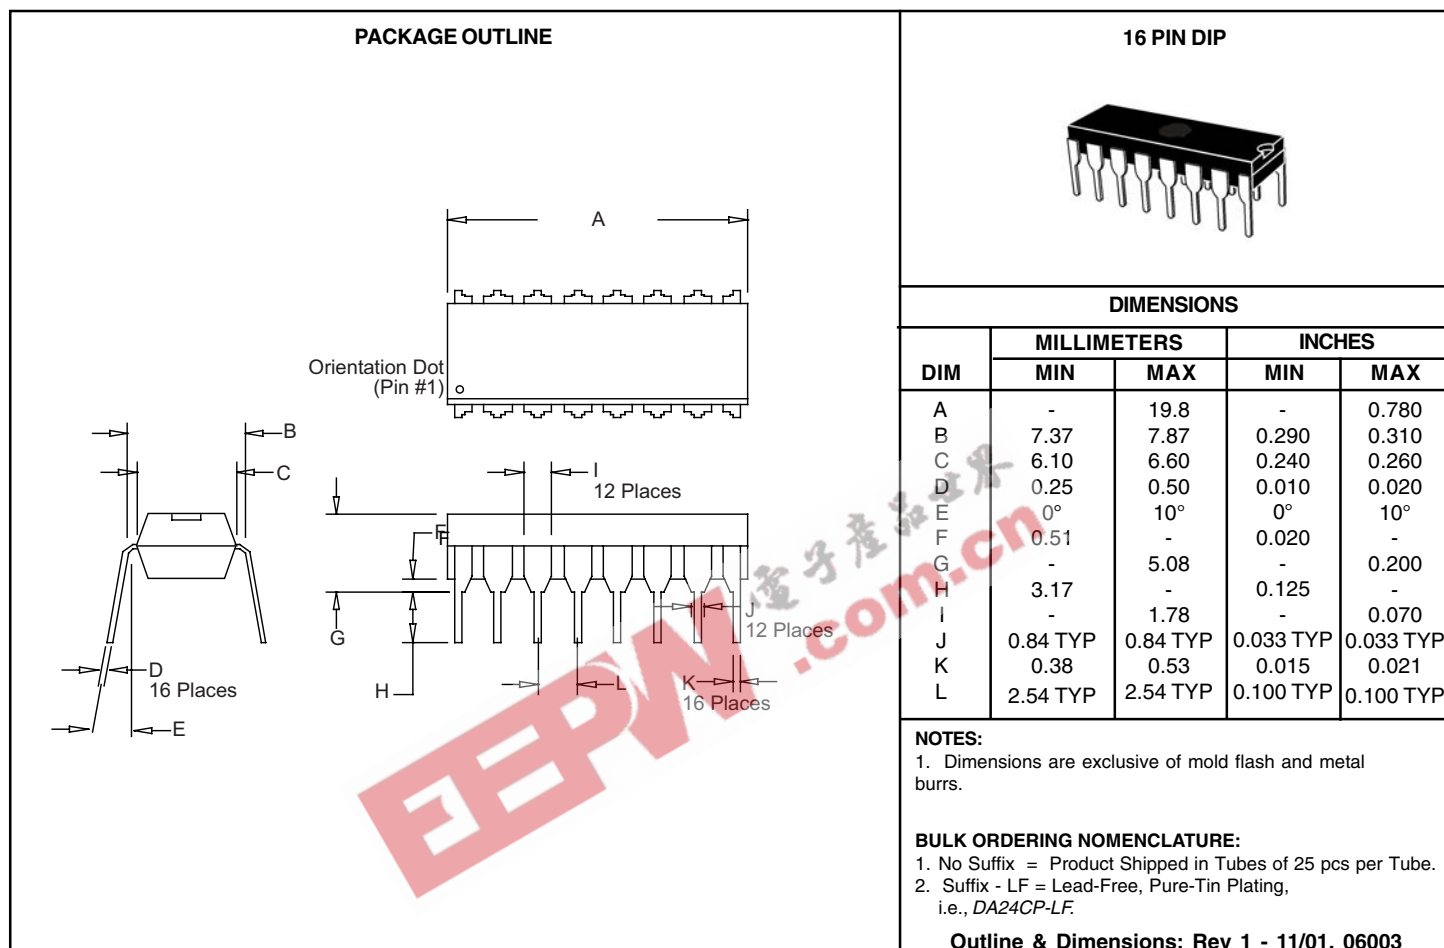 PACKAGE OUTLINE
A
Orientation Dot
(Pin #1)
B
C
I
12 Places
F
G
J
12 Places
D
16 Places
H
L
K
16 Places
E
16 PIN DIP
DIMENSIONS
MILLIMETERS INCHES
DIM MIN MAX MIN MAX
A - 19.8 - 0.780
B 7.37 7.87 0.290 0.310
C 6.10 6.60 0.240 0.260
D 0.25 0.50 0.010 0.020
E 0° 10° 0° 10°
F 0.51 - 0.020 -
G - 5.08 - 0.200
H 3.17 - 0.125 -
I - 1.78 - 0.070
J 0.84 TYP 0.84 TYP 0.033 TYP 0.033 TYP
K 0.38 0.53 0.015 0.021
L 2.54 TYP 2.54 TYP 0.100 TYP 0.100 TYP
NOTES:
1. Dimensions are exclusive of mold flash and metal
burrs.
BULK ORDERING NOMENCLATURE:
1. No Suffix = Product Shipped in Tubes of 25 pcs per Tube.
2. Suffix - LF = Lead-Free, Pure-Tin Plating,
i.e., DA24CP-LF.
Outline & Dimensions: Rev 1 - 11/01, 06003
EEPW.com.cn
電子產品世界